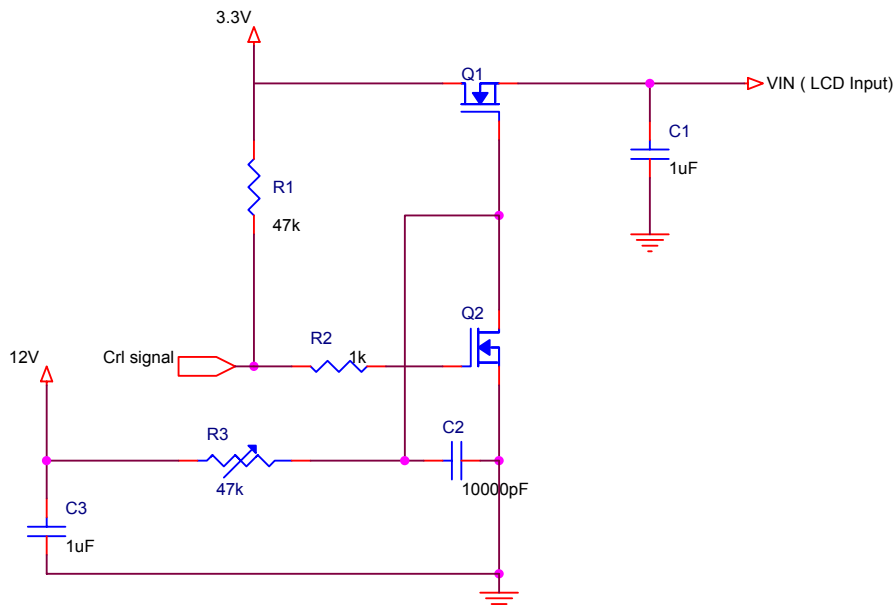 3.3V
Q1
VIN ( LCD Input)
C1
1uF
R1
47k
Q2
R2
1k
12V
Crl signal
R3
47k
C2
10000pF
C3
1uF